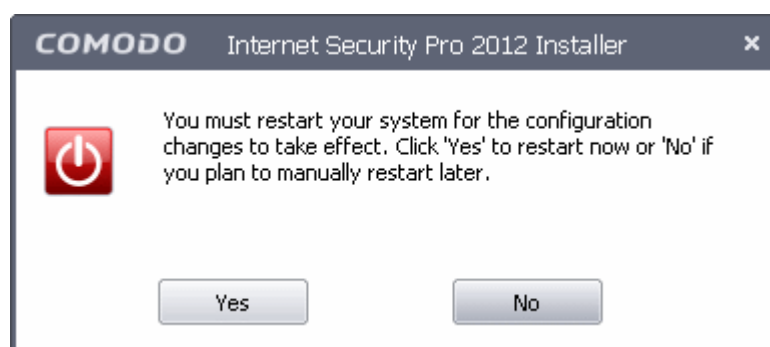 COMODO Internet Security Pro 2012 Installer
You must restart your system for the configuration
changes to take effect. Click 'Yes' to restart now or 'No' if
you plan to manually restart later.
Yes No